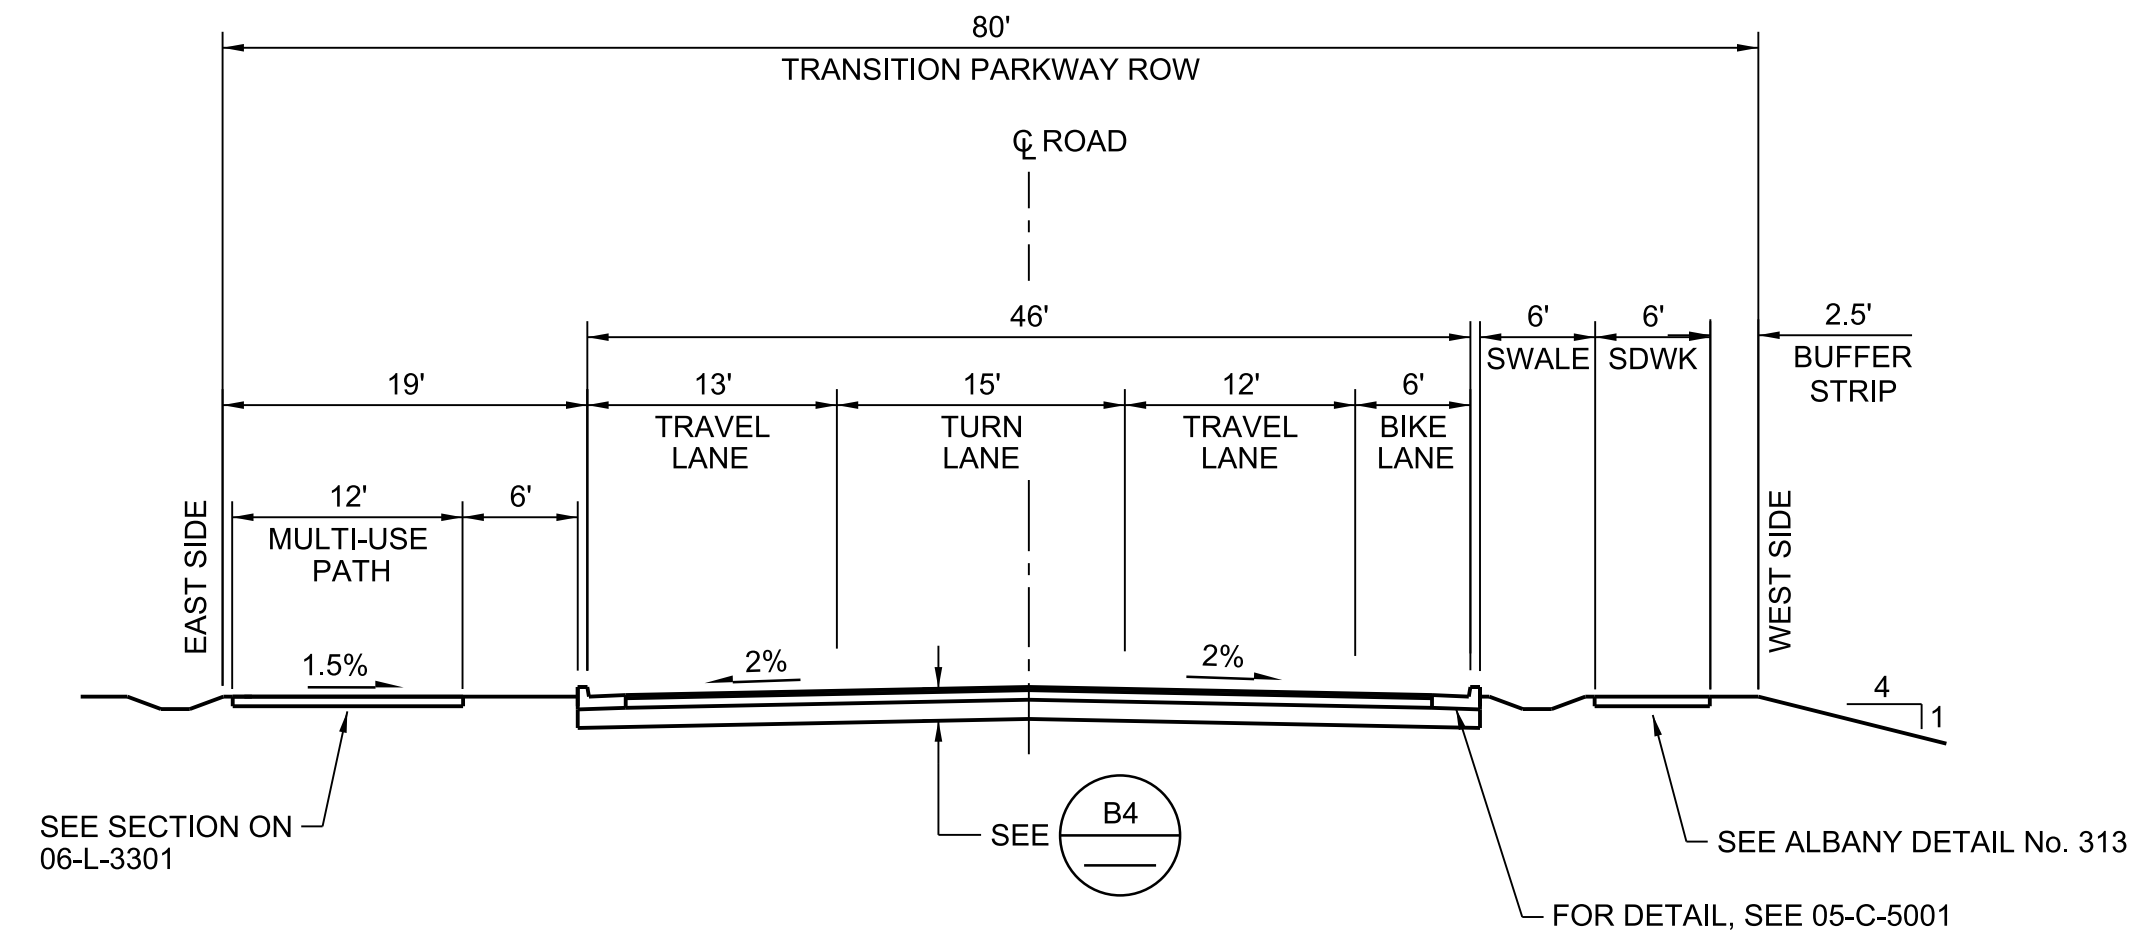 80'
TRANSITION PARKWAY ROW
℄ ROAD
46'
6'
6'
2.5'
SWALE
SDWK
BUFFER
STRIP
19'
13'
15'
12'
6'
TRAVEL
LANE
TURN
LANE
TRAVEL
LANE
BIKE
LANE
12'
6'
MULTI-USE
PATH
EAST SIDE
WEST SIDE
1.5%
2%
2%
4
1
B4
SEE
SEE SECTION ON
06-L-3301
SEE ALBANY DETAIL No. 313
FOR DETAIL, SEE 05-C-5001